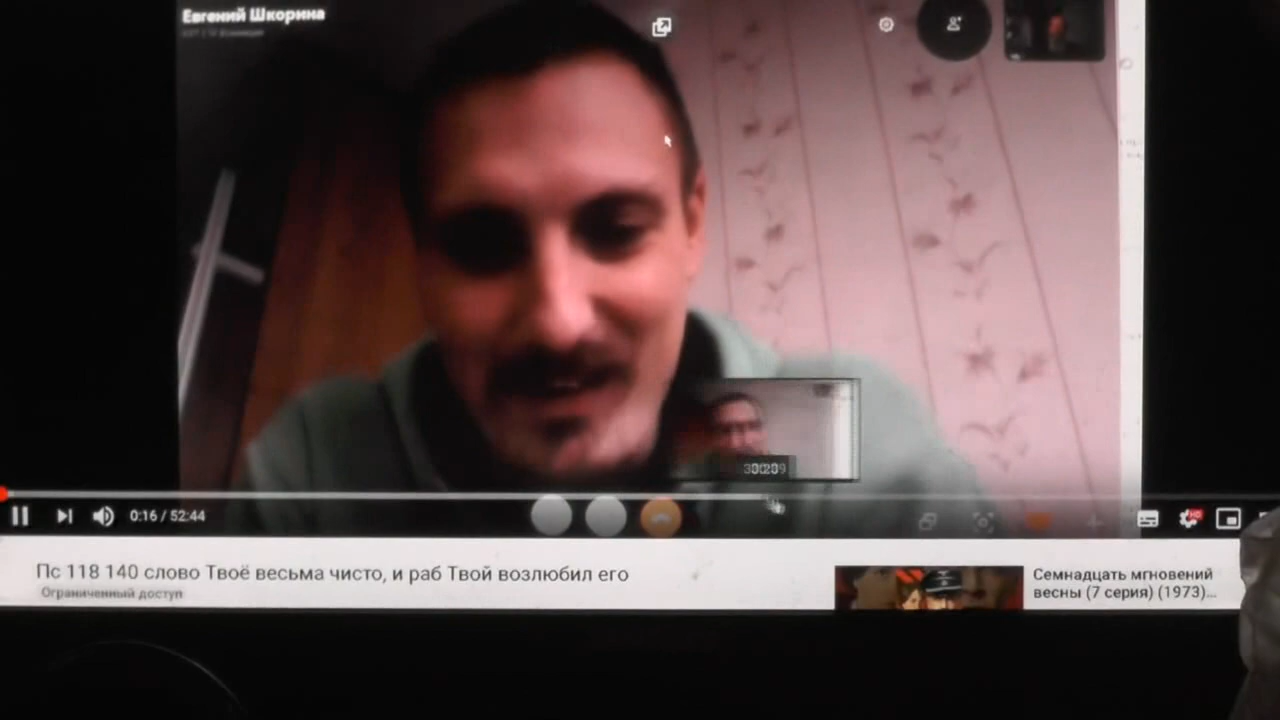 Евгений Шкорина
0:16 / 52:44
HD
Пс 118 140 слово Твоё весьма чисто, и раб Твой возлюбил его
Ограниченный доступ
Семнадцать мгновений
весны (7 серия) (1973)...